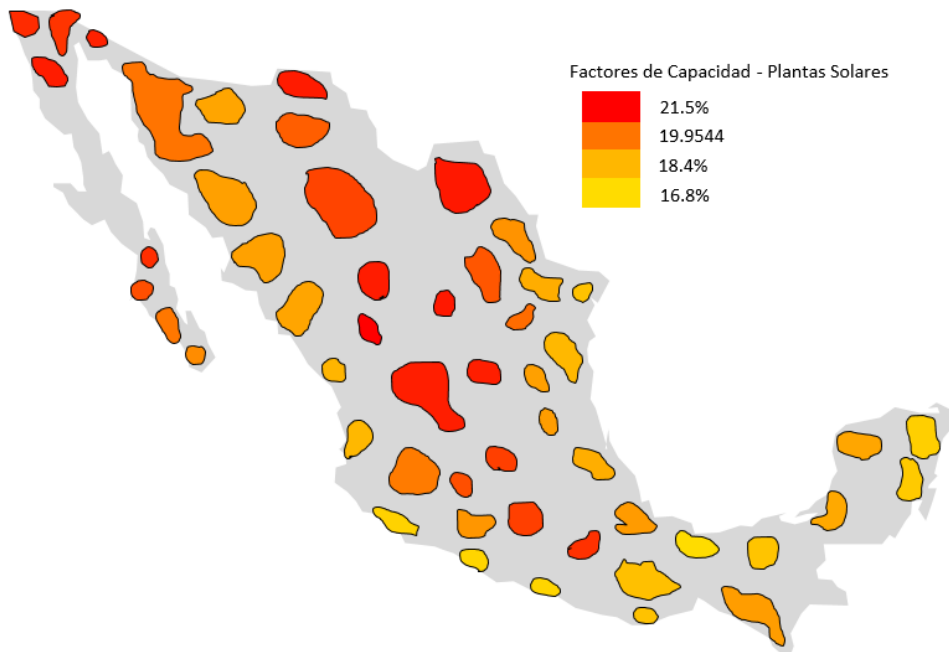 Factores de Capacidad - Plantas Solares
21.5%
19.9544
18.4%
16.8%